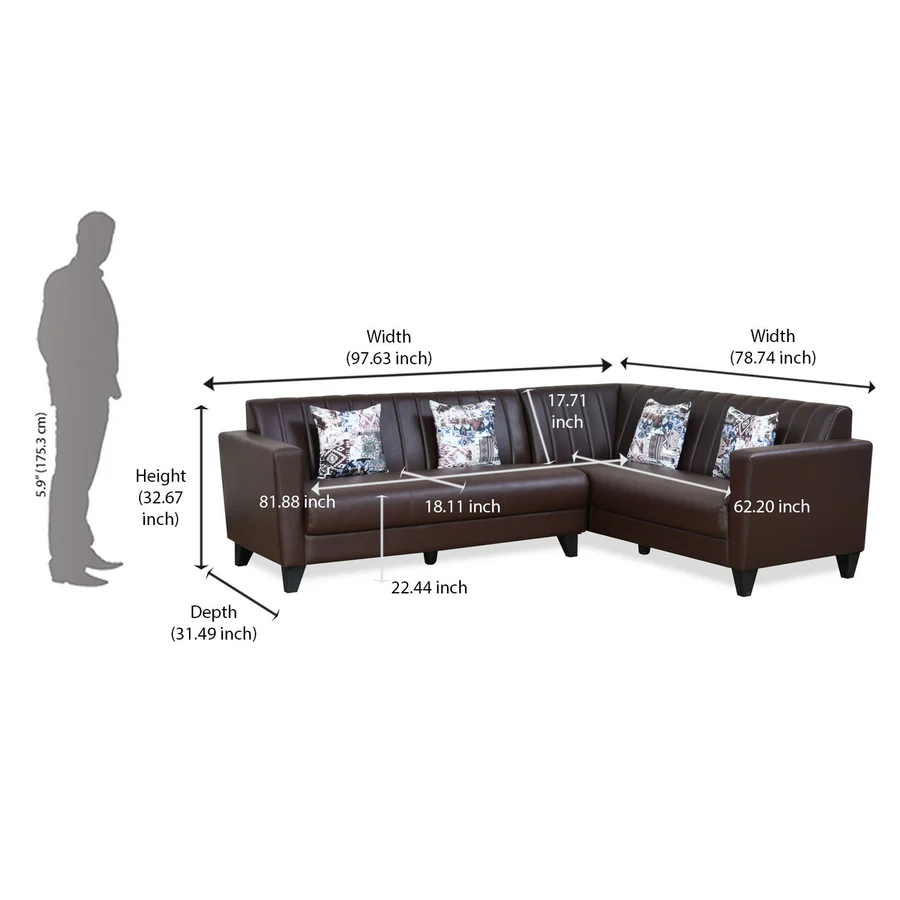 Width
(97.63 inch)
Width
(78.74 inch)
17.71
inch
5.9" (175.3 cm)
Height
(32.67
inch)
81.88 inch
18.11 inch
62.20 inch
22.44 inch
Depth
(31.49 inch)